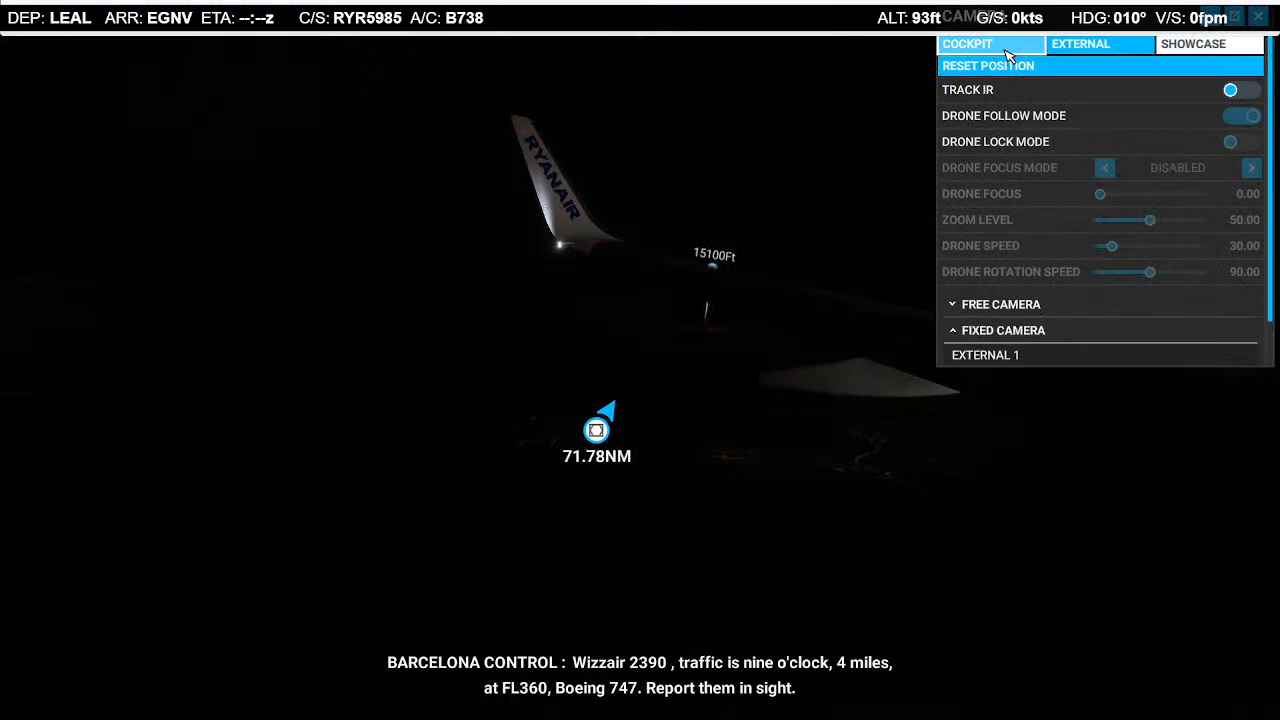 DEP: LEAL ARR: EGNV ETA: --:--z C/S: RYR5985 A/C: B738 ALT: 93ft G/S: 0kts HDG: 010° V/S: 0fpm
CAMERA
COCKPIT EXTERNAL SHOWCASE
RESET POSITION
TRACK IR
DRONE FOLLOW MODE
DRONE LOCK MODE
DRONE FOCUS MODE DISABLED
DRONE FOCUS 0.00
ZOOM LEVEL 50.00
DRONE SPEED 30.00
DRONE ROTATION SPEED 90.00
FREE CAMERA
FIXED CAMERA
EXTERNAL 1
RYANAIR
15100Ft
71.78NM
BARCELONA CONTROL : Wizzair 2390 , traffic is nine o'clock, 4 miles,
at FL360, Boeing 747. Report them in sight.